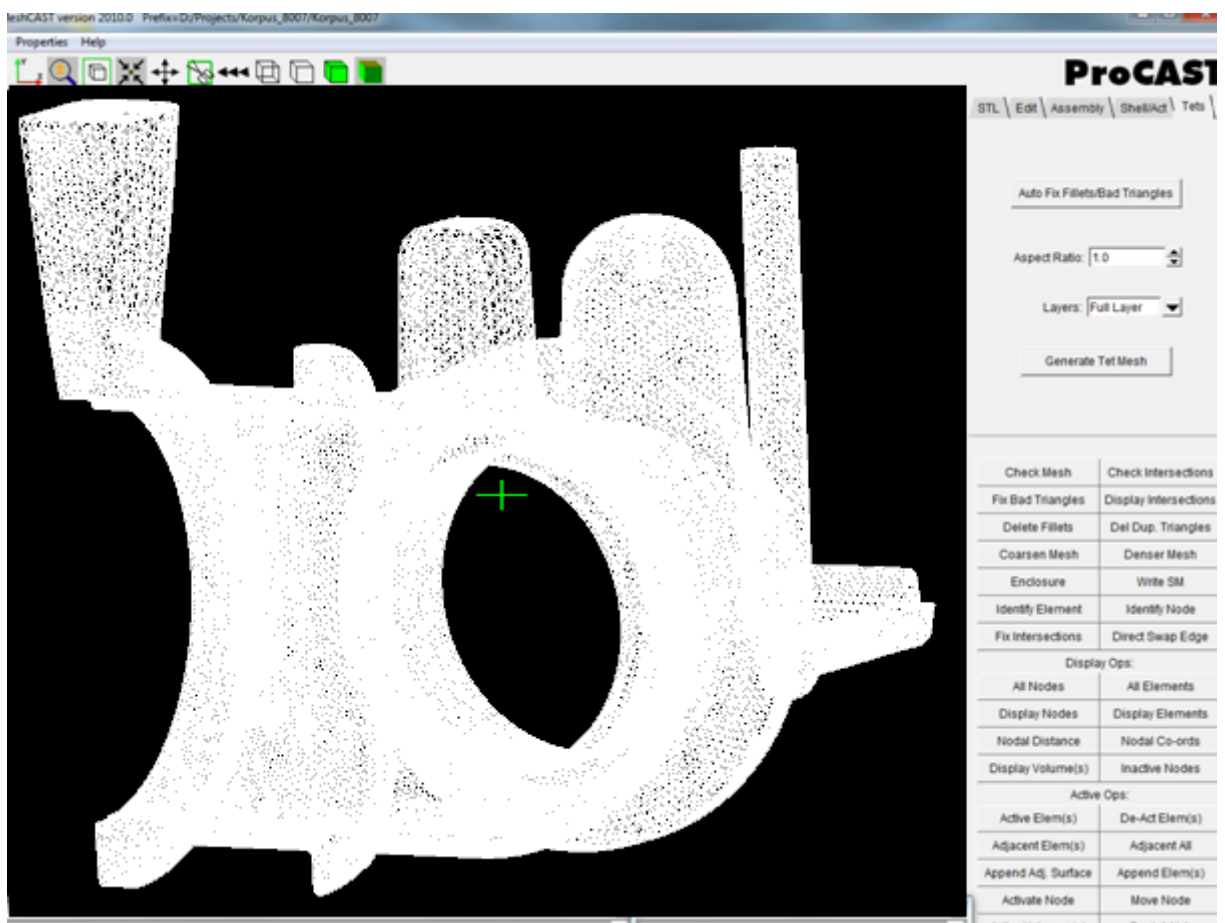 MeshCAST version 2010.0 Prefix=D:/Projects/Korpus_8007/Korpus_8007
Properties Help
ProCAST
STL Edit Assembly Shell/Act Tets
Auto Fix Fillets/Bad Triangles
Aspect Ratio: 1.0
Layers: Full Layer
Generate Tet Mesh
Check Mesh Check Intersections
Fix Bad Triangles Display Intersections
Delete Fillets Del Dup. Triangles
Coarsen Mesh Denser Mesh
Enclosure Write SM
Identify Element Identify Node
Fix Intersections Direct Swap Edge
Display Ops:
All Nodes All Elements
Display Nodes Display Elements
Nodal Distance Nodal Co-ords
Display Volume(s) Inactive Nodes
Active Ops:
Active Elem(s) De-Act Elem(s)
Adjacent Elem(s) Adjacent All
Append Adj. Surface Append Elem(s)
Activate Node Move Node